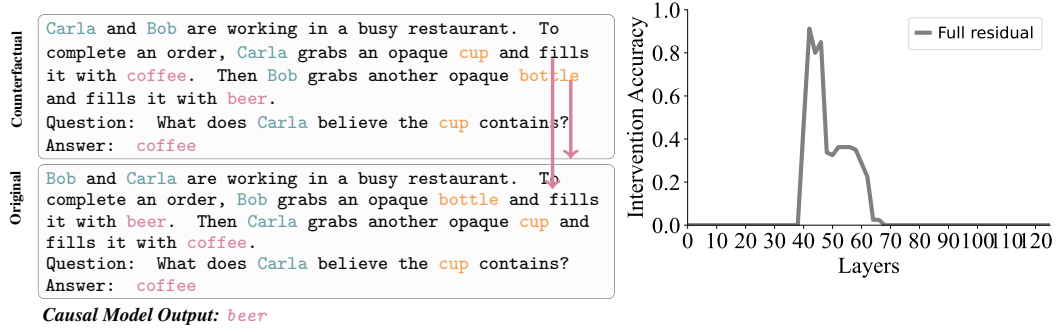 Counterfactual
Carla and Bob are working in a busy restaurant. To
complete an order, Carla grabs an opaque cup and fills
it with coffee. Then Bob grabs another opaque bottle
and fills it with beer.
Question: What does Carla believe the cup contains?
Answer: coffee
Original
Bob and Carla are working in a busy restaurant. To
complete an order, Bob grabs an opaque bottle and fills
it with beer. Then Carla grabs another opaque cup and
fills it with coffee.
Question: What does Carla believe the cup contains?
Answer: coffee
Causal Model Output: beer
Intervention Accuracy
1.0
0.8
0.6
0.4
0.2
0.0
Full residual
0 10 20 30 40 50 60 70 80 90 100 110 120
Layers